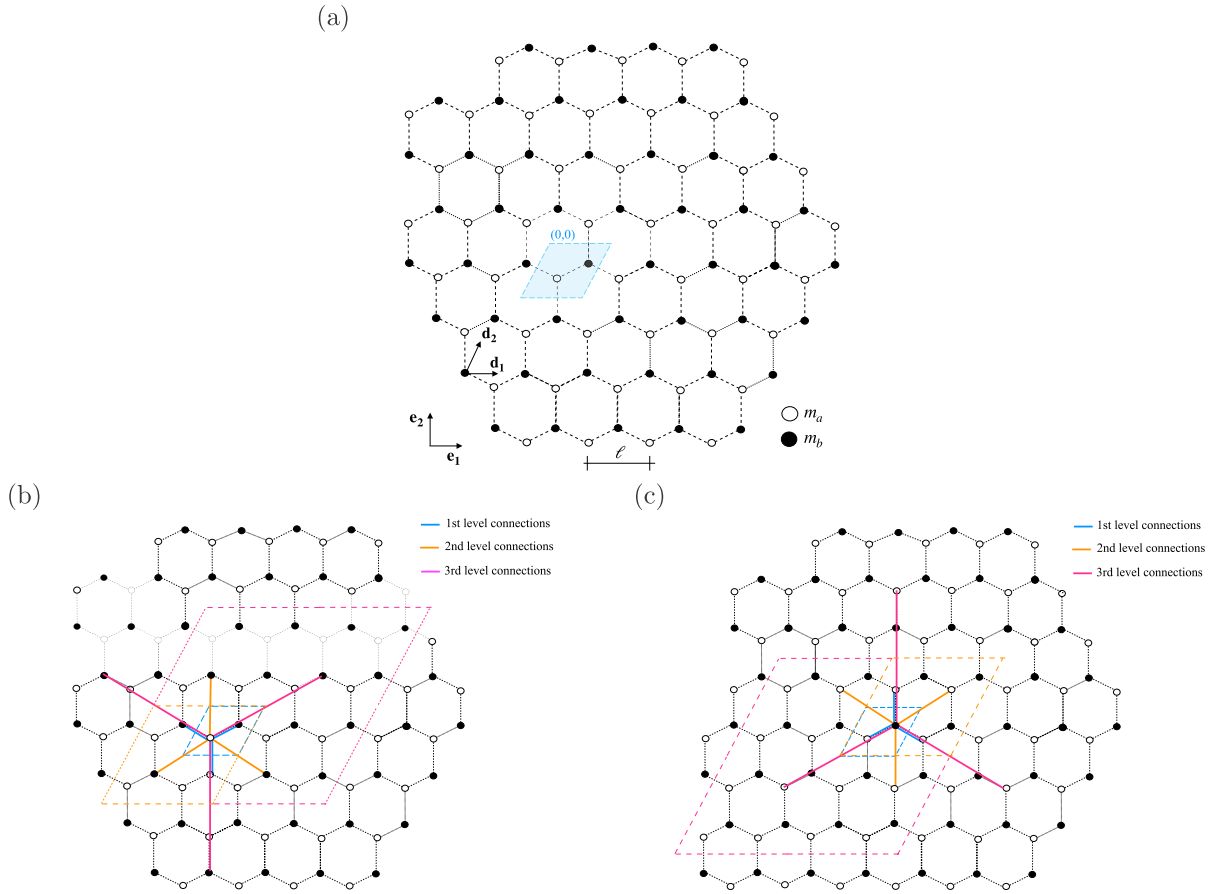 (a)
(0,0)
d₂
d₁
e₂
e₁
ℓ
mₐ
m_b
(b)
1st level connections
2nd level connections
3rd level connections
(c)
1st level connections
2nd level connections
3rd level connections